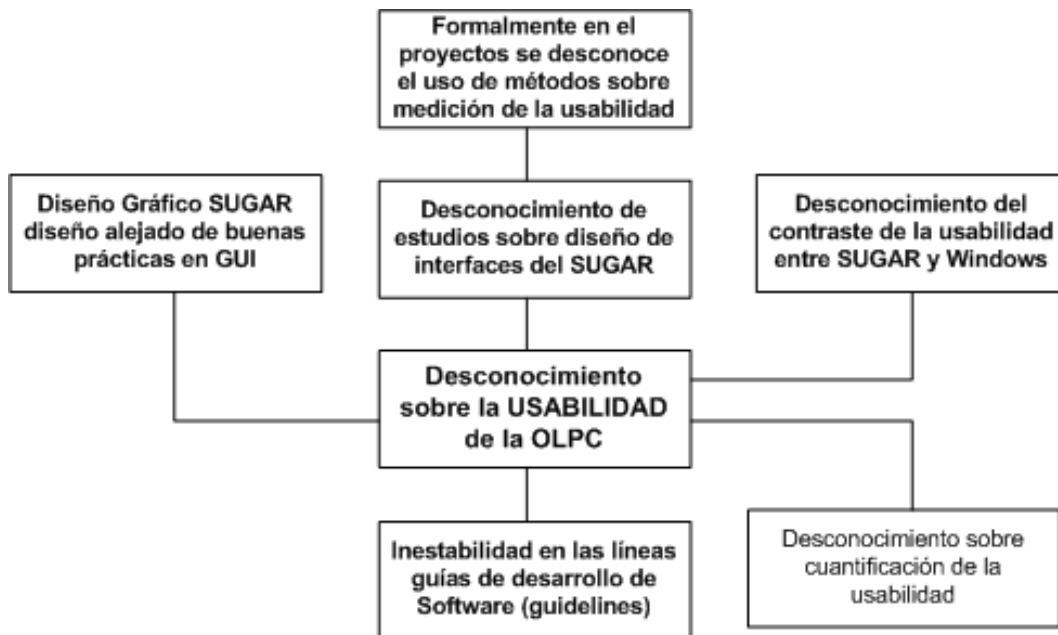 Formalmente en el
proyectos se desconoce
el uso de métodos sobre
medición de la usabilidad
Diseño Gráfico SUGAR
diseño alejado de buenas
prácticas en GUI
Desconocimiento de
estudios sobre diseño de
interfaces del SUGAR
Desconocimiento del
contraste de la usabilidad
entre SUGAR y Windows
Desconocimiento
sobre la USABILIDAD
de la OLPC
Inestabilidad en las líneas
guías de desarrollo de
Software (guidelines)
Desconocimiento sobre
cuantificación de la
usabilidad